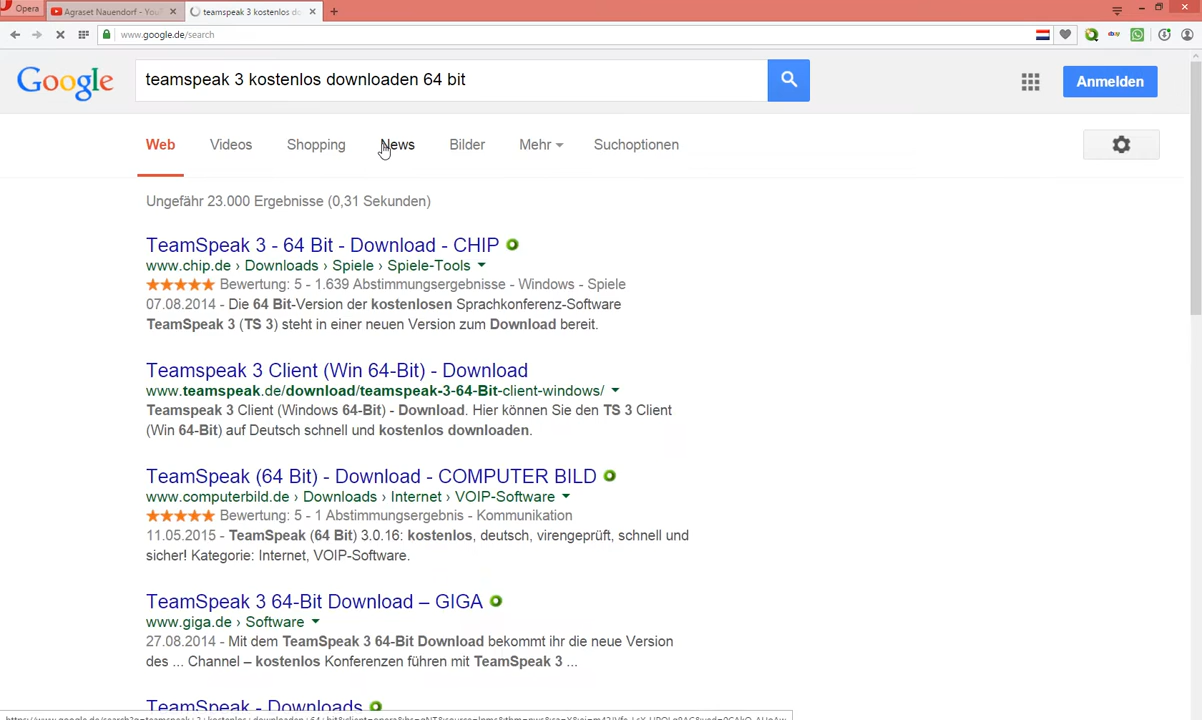 Opera
Agraset Nauendorf - You
teamspeak 3 kostenlos do
www.google.de/search
Google
teamspeak 3 kostenlos downloaden 64 bit
Anmelden
Web Videos Shopping News Bilder Mehr Suchoptionen
Ungefähr 23.000 Ergebnisse (0,31 Sekunden)
TeamSpeak 3 - 64 Bit - Download - CHIP
www.chip.de › Downloads › Spiele › Spiele-Tools
Bewertung: 5 - 1.639 Abstimmungsergebnisse - Windows - Spiele
07.08.2014 - Die 64 Bit-Version der kostenlosen Sprachkonferenz-Software
TeamSpeak 3 (TS 3) steht in einer neuen Version zum Download bereit.
Teamspeak 3 Client (Win 64-Bit) - Download
www.teamspeak.de/download/teamspeak-3-64-Bit-client-windows/
Teamspeak 3 Client (Windows 64-Bit) - Download. Hier können Sie den TS 3 Client
(Win 64-Bit) auf Deutsch schnell und kostenlos downloaden.
TeamSpeak (64 Bit) - Download - COMPUTER BILD
www.computerbild.de › Downloads › Internet › VOIP-Software
Bewertung: 5 - 1 Abstimmungsergebnis - Kommunikation
11.05.2015 - TeamSpeak (64 Bit) 3.0.16: kostenlos, deutsch, virengeprüft, schnell und
sicher! Kategorie: Internet, VOIP-Software.
TeamSpeak 3 64-Bit Download – GIGA
www.giga.de › Software
27.08.2014 - Mit dem TeamSpeak 3 64-Bit Download bekommt ihr die neue Version
des ... Channel – kostenlos Konferenzen führen mit TeamSpeak 3 ...
TeamSpeak - Downloads